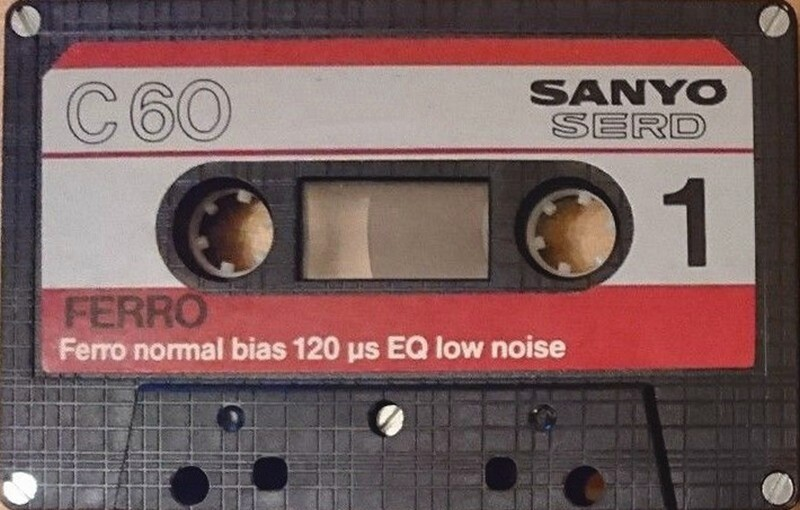 C60
SANYO
SERD
1
FERRO
Ferro normal bias 120 µs EQ low noise